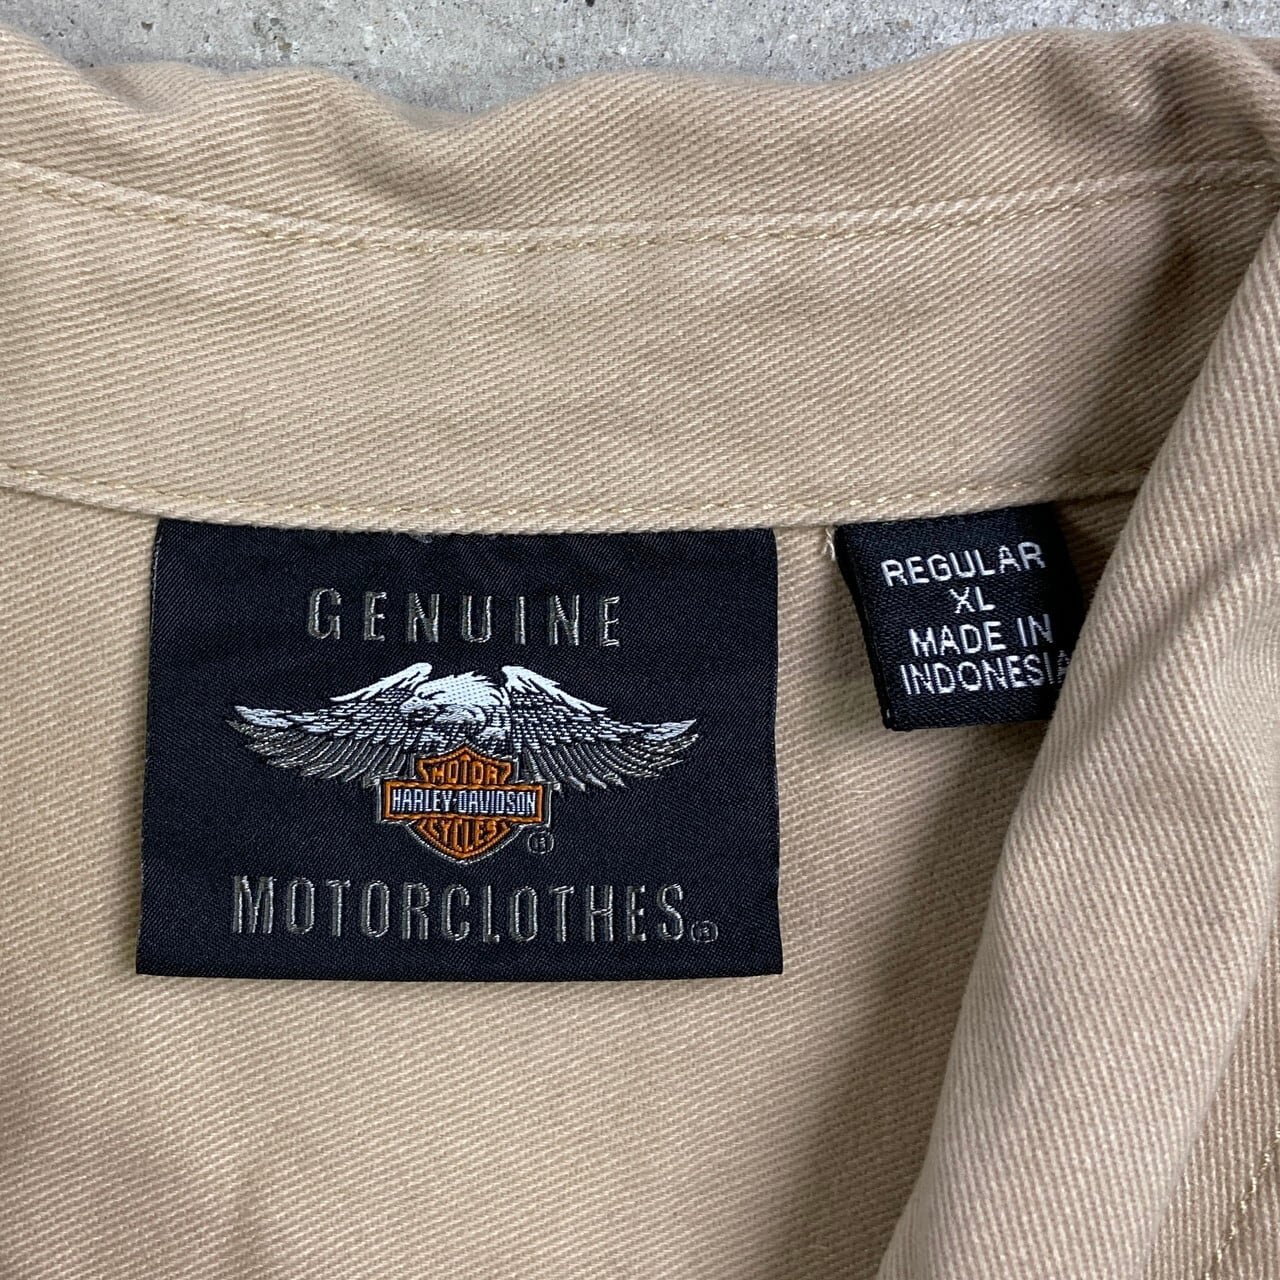 GENUINE
MOTOR
HARLEY-DAVIDSON
CYCLES
®
MOTORCLOTHES®
REGULAR
XL
MADE IN
INDONESIA